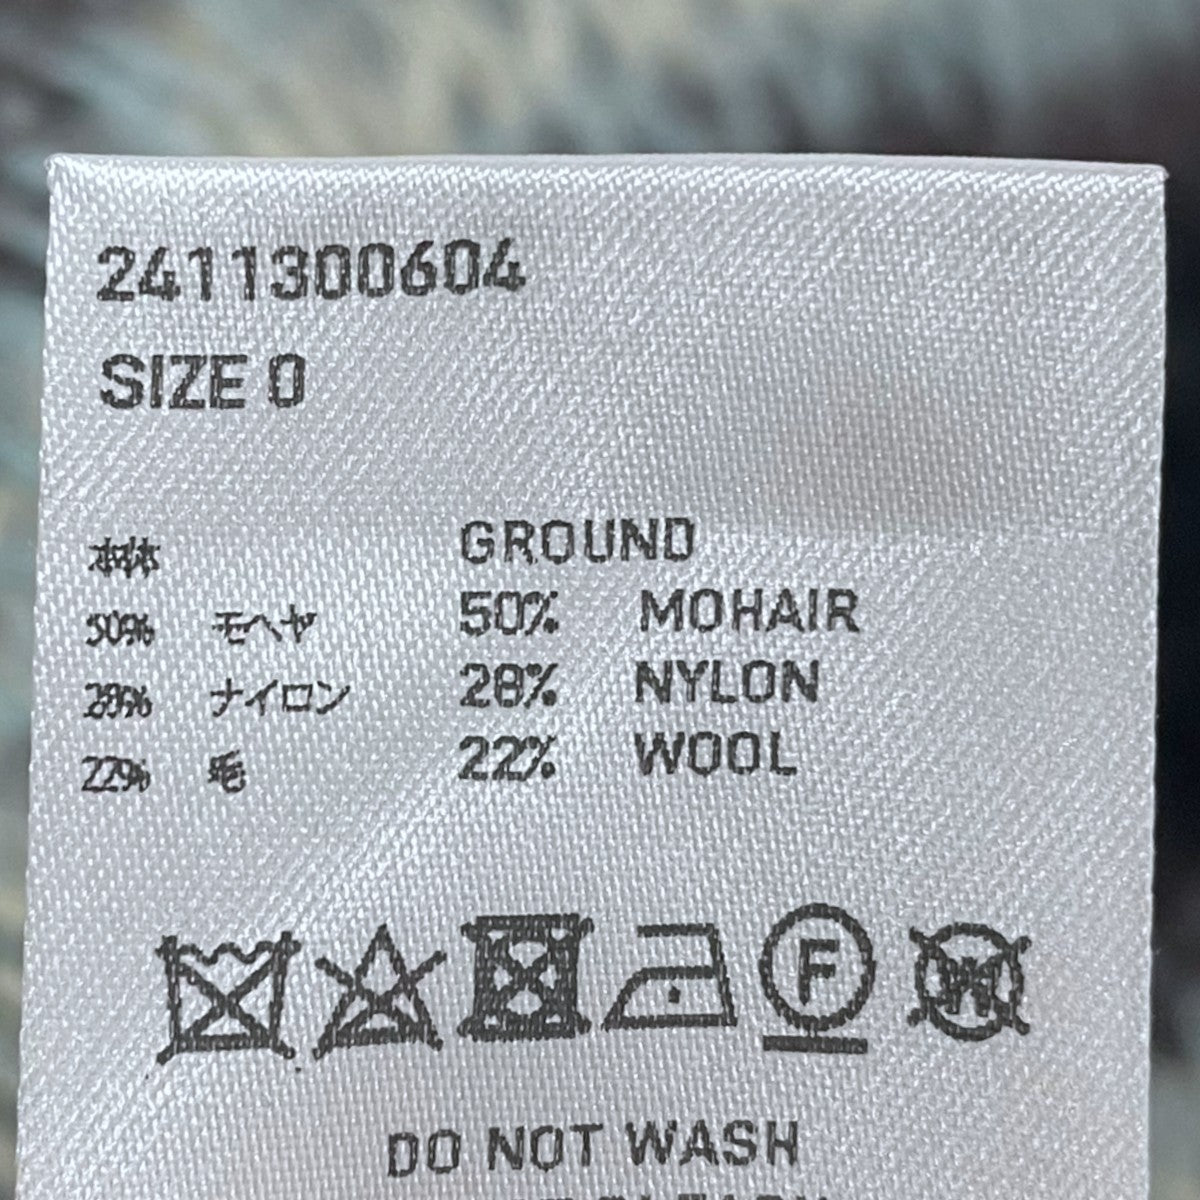 2411300604
SIZE 0
本体 GROUND
50% モヘヤ 50% MOHAIR
28% ナイロン 28% NYLON
22% 毛 22% WOOL
F W
DO NOT WASH